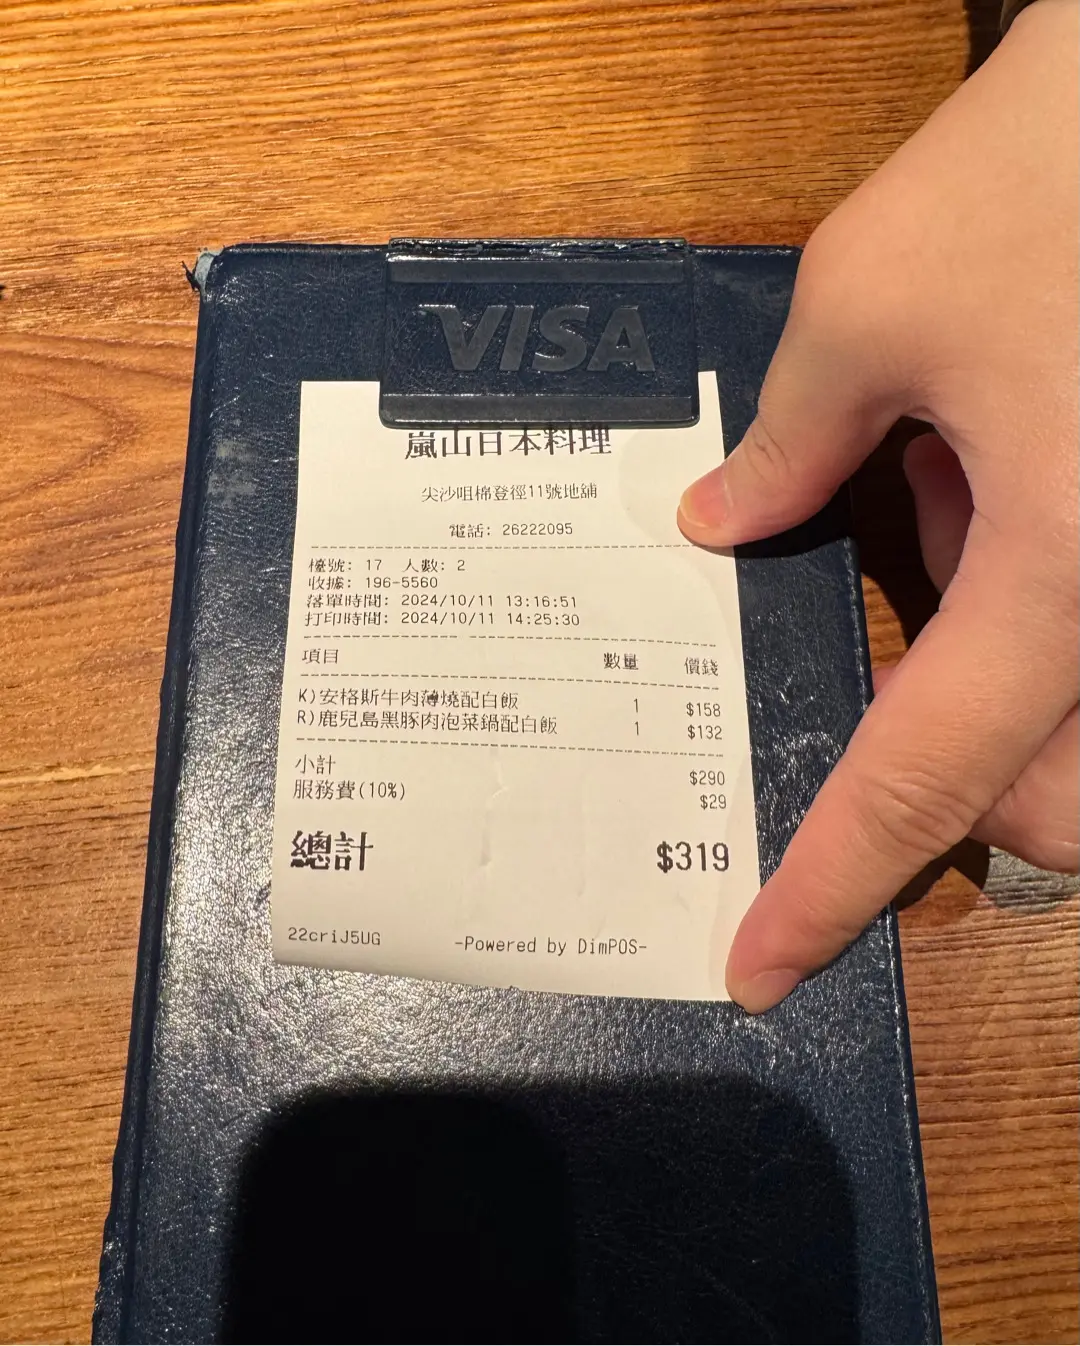 VISA
嵐山日本料理
尖沙咀棉登徑11號地舖
電話: 26222095
檯號: 17 人數: 2
收據: 196-5560
落單時間: 2024/10/11 13:16:51
打印時間: 2024/10/11 14:25:30
項目 數量 價錢
K)安格斯牛肉薄燒配白飯 1 $158
R)鹿兒島黑豚肉泡菜鍋配白飯 1 $132
小計 $290
服務費(10%) $29
總計 $319
22criJ5UG -Powered by DimPOS-